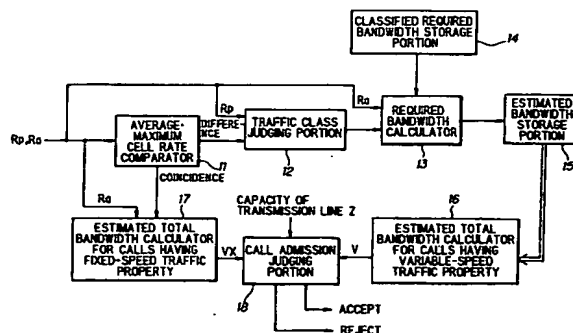 CLASSIFIED REQUIRED
BANDWIDTH STORAGE
PORTION
14
Rp
Ra
Rp,Ra
AVERAGE-
MAXIMUM
CELL RATE
COMPARATOR
11
DIFFERENCE
TRAFFIC CLASS
JUDGING PORTION
12
REQUIRED
BANDWIDTH
CALCULATOR
13
ESTIMATED
BANDWIDTH
STORAGE
PORTION
15
COINCIDENCE
Ra
17
ESTIMATED TOTAL
BANDWIDTH CALCULATOR
FOR CALLS HAVING
FIXED-SPEED TRAFFIC
PROPERTY
VX
CAPACITY OF
TRANSMISSION LINE Z
CALL ADMISSION
JUDGING
PORTION
18
V
16
ESTIMATED TOTAL
BANDWIDTH CALCULATOR
FOR CALLS HAVING
VARIABLE-SPEED
TRAFFIC PROPERTY
ACCEPT
REJECT